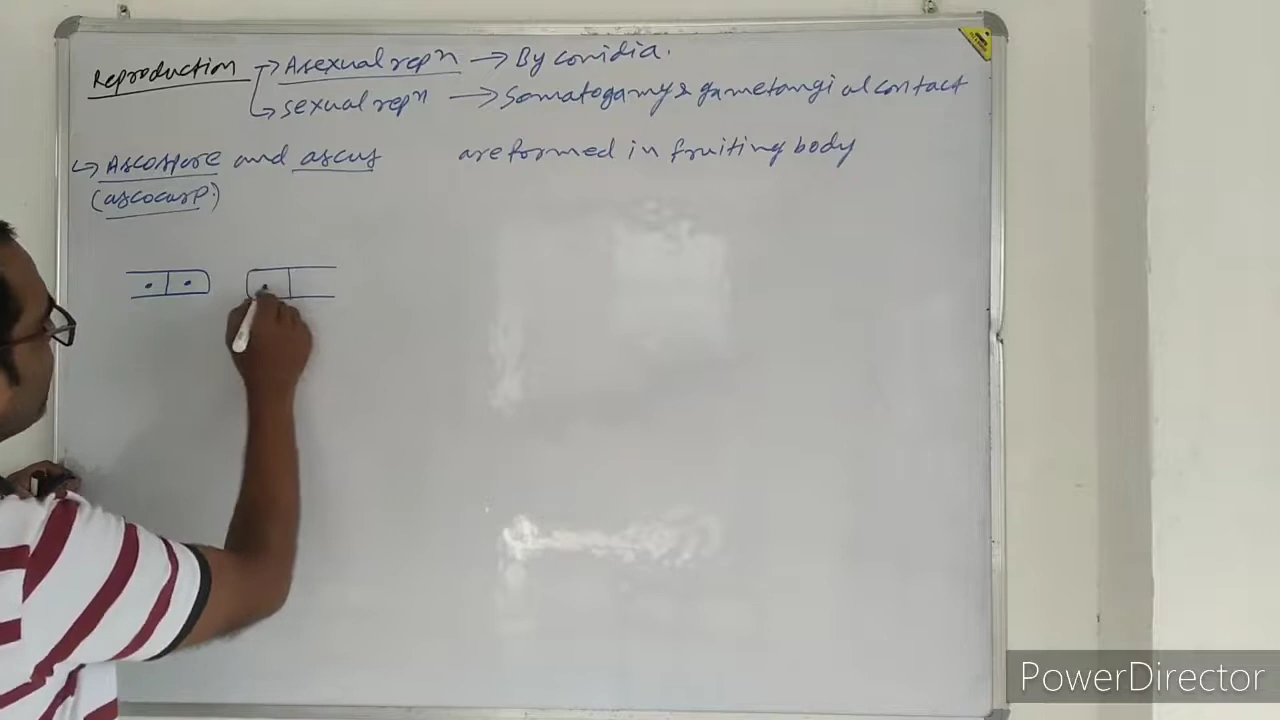 Reproduction → Asexual repn → By conidia.
↳ sexual repn → Somatogamy & gametangial contact
↳ Ascospore and ascus are formed in fruiting body
(ascocarp.)
PowerDirector